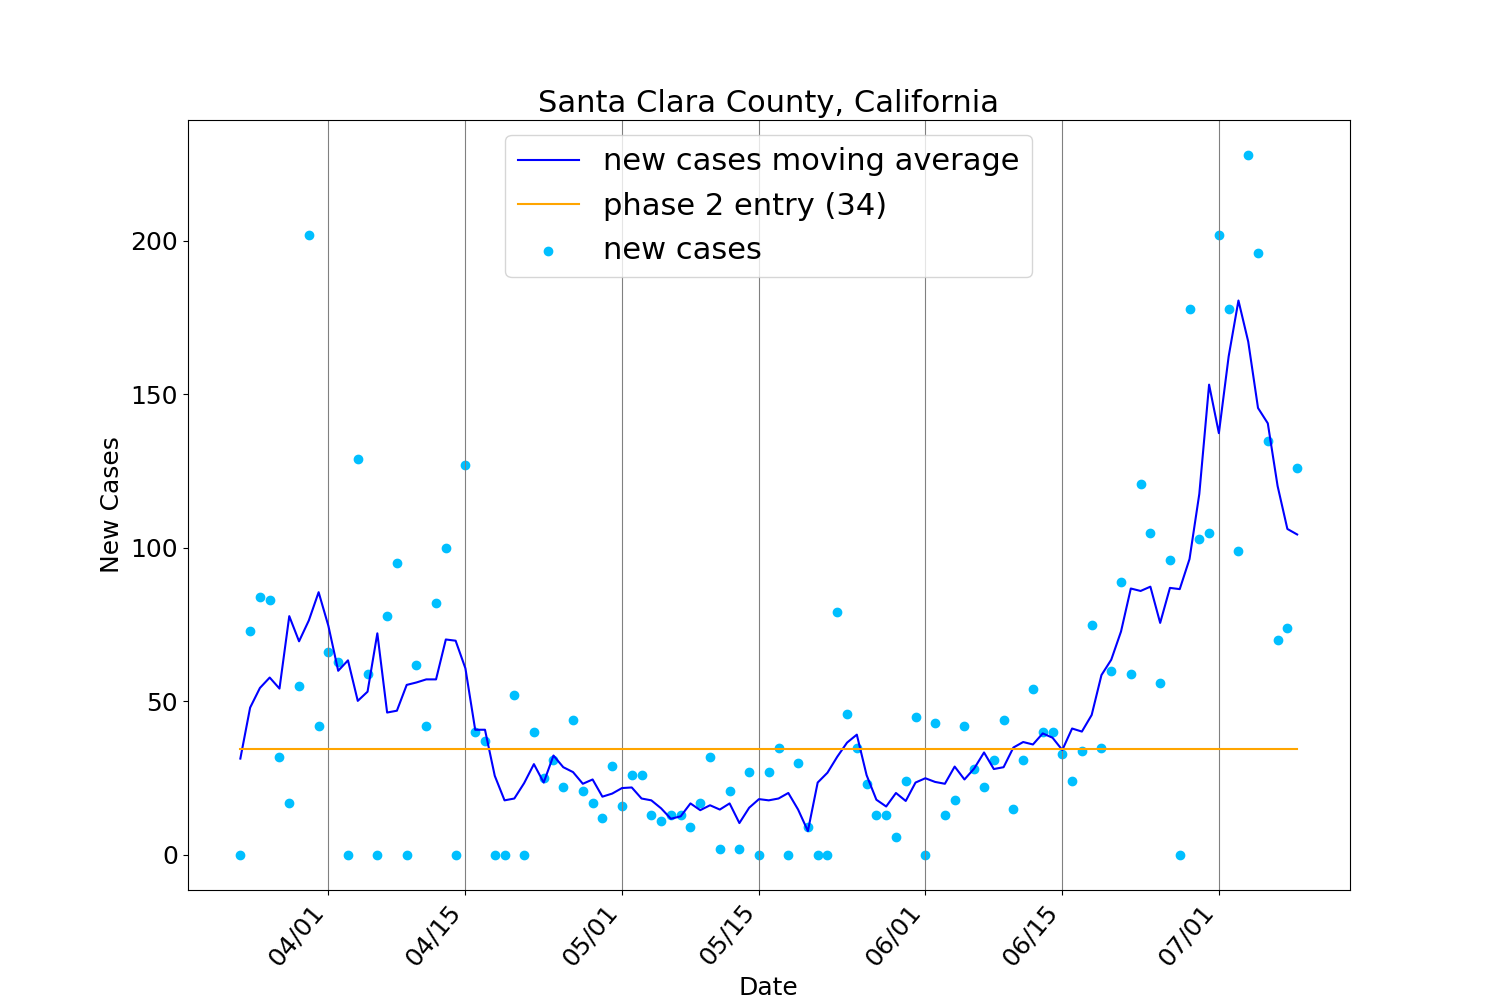 Santa Clara County, California
new cases moving average
phase 2 entry (34)
new cases
New Cases
200
150
100
50
0
04/01
04/15
05/01
05/15
06/01
06/15
07/01
Date